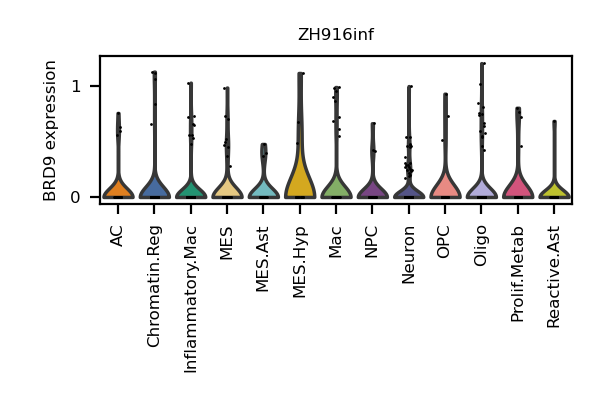 ZH916inf
BRD9 expression
1
0
AC
Chromatin.Reg
Inflammatory.Mac
MES
MES.Ast
MES.Hyp
Mac
NPC
Neuron
OPC
Oligo
Prolif.Metab
Reactive.Ast